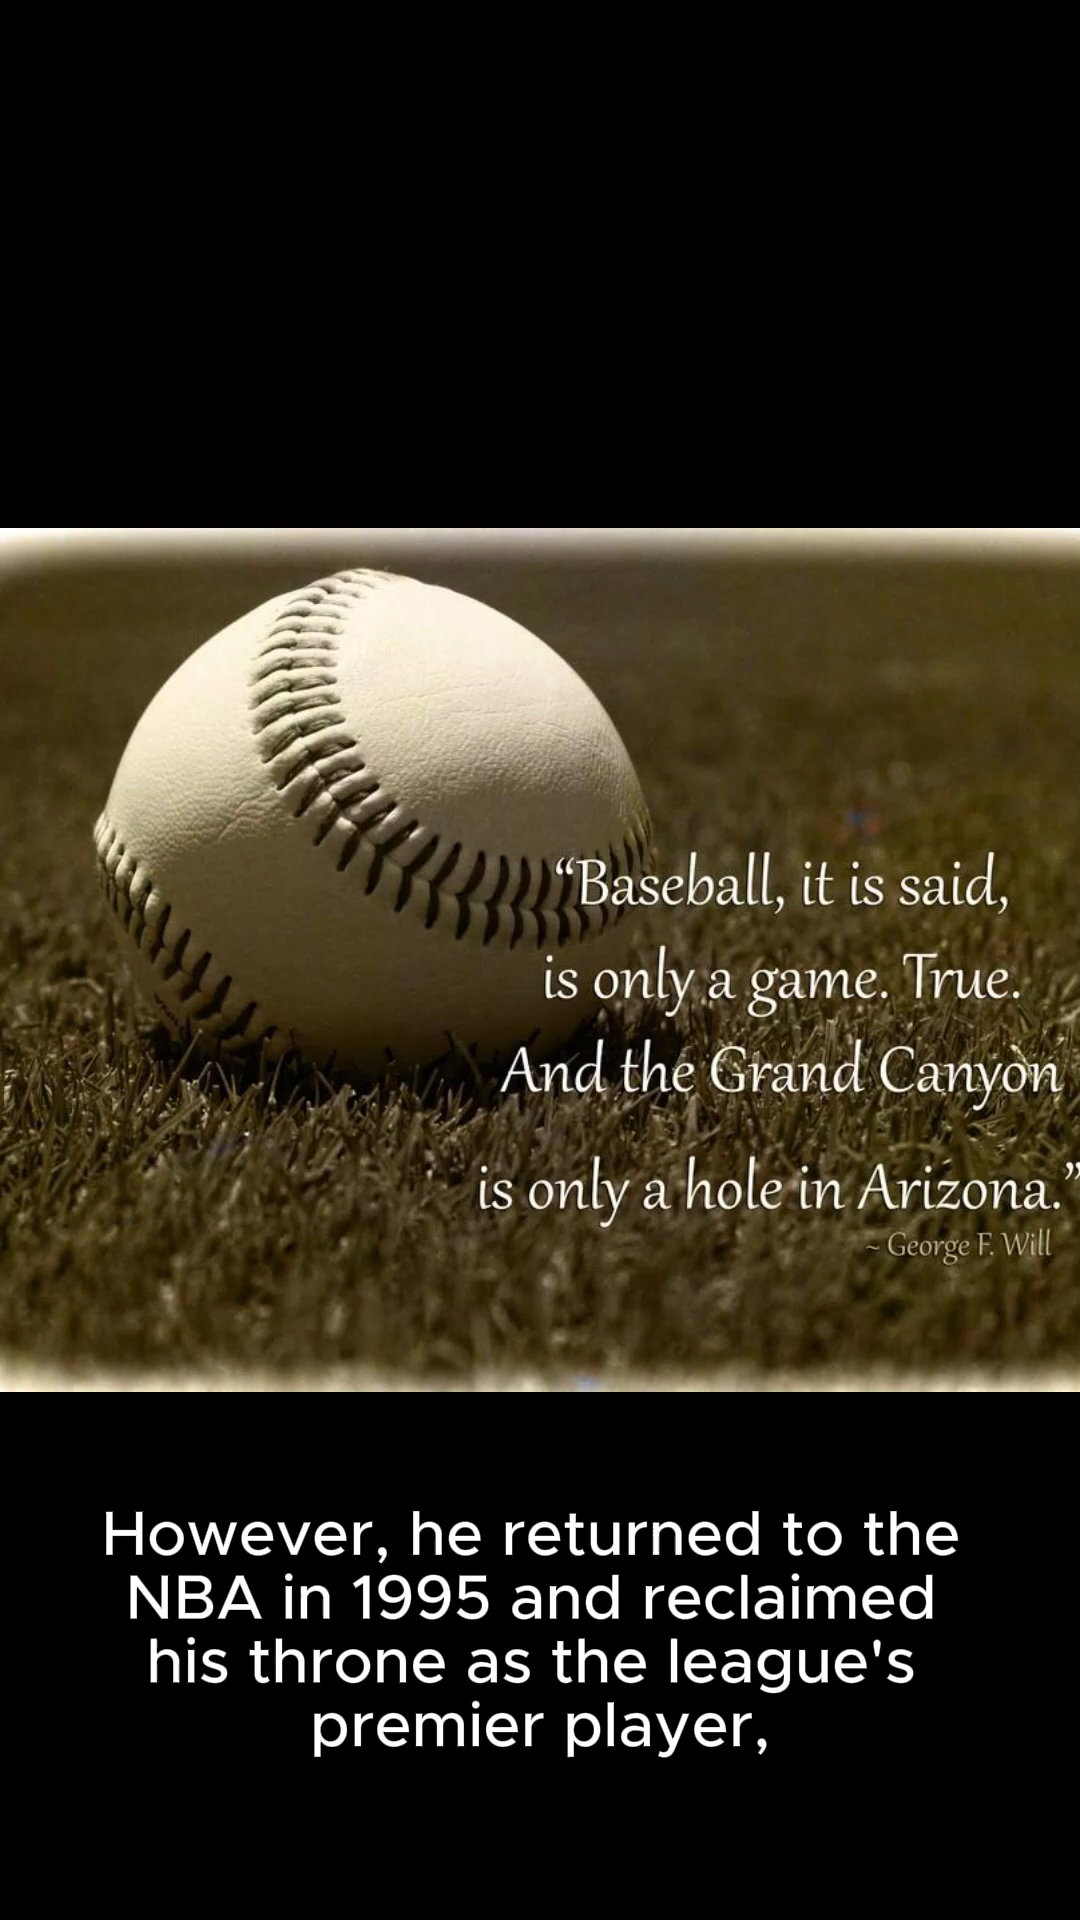 “Baseball, it is said,
is only a game. True.
And the Grand Canyon
is only a hole in Arizona.”
~ George F. Will
However, he returned to the
NBA in 1995 and reclaimed
his throne as the league's
premier player,